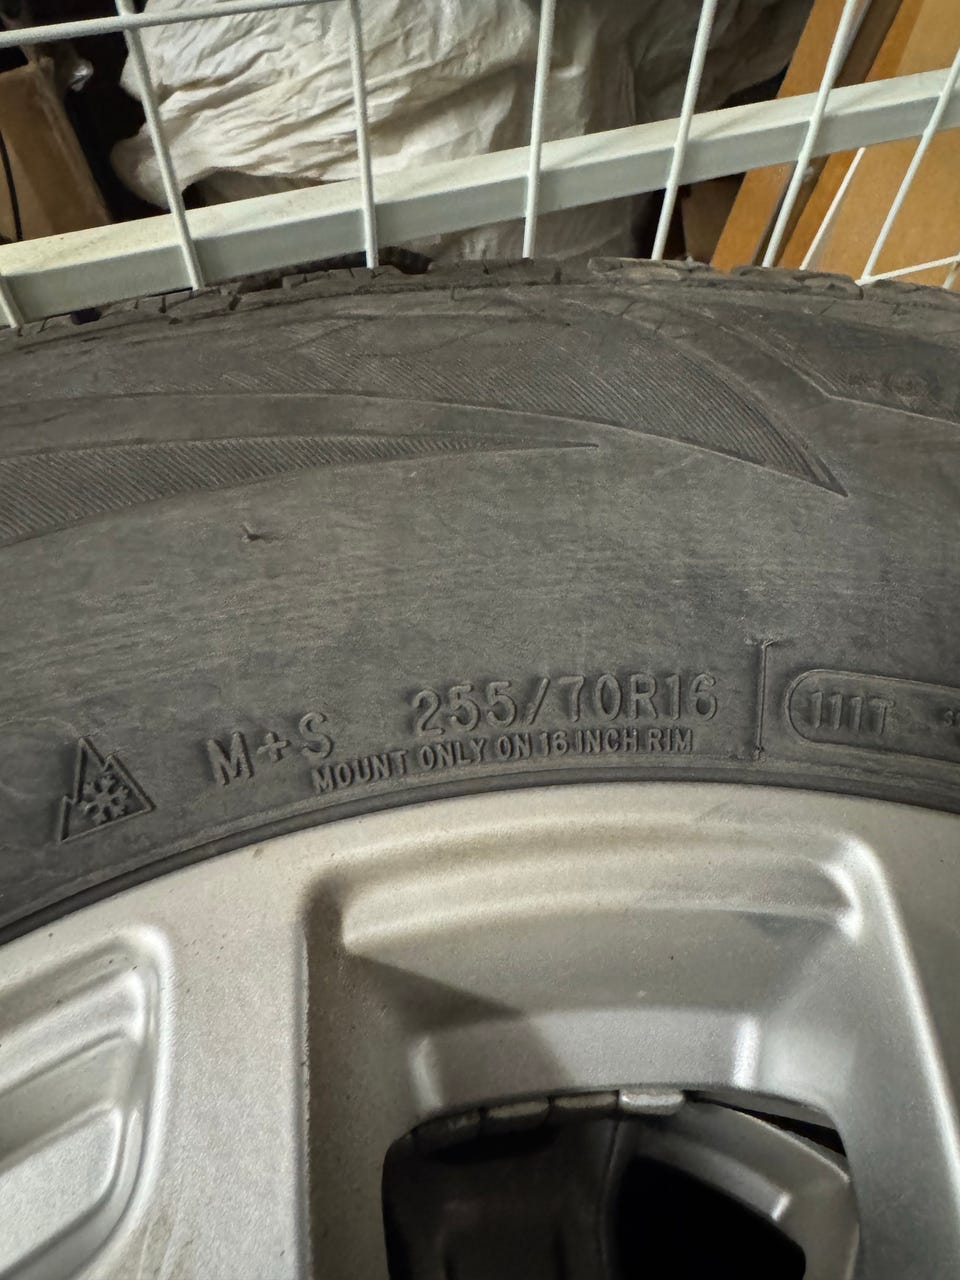 M+S 255/70R16 111T
MOUNT ONLY ON 16 INCH RIM